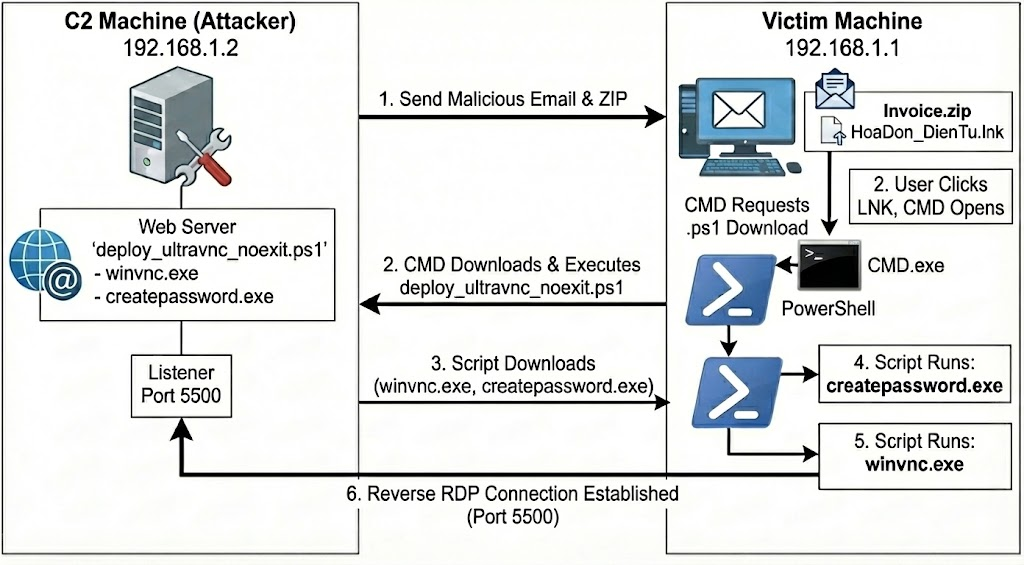 C2 Machine (Attacker)
192.168.1.2
Victim Machine
192.168.1.1
1. Send Malicious Email & ZIP
Invoice.zip
HoaDon_DienTu.lnk
2. User Clicks
LNK, CMD Opens
CMD Requests
.ps1 Download
CMD.exe
PowerShell
Web Server
‘deploy_ultravnc_noexit.ps1’
- winvnc.exe
- createpassword.exe
@
2. CMD Downloads & Executes
deploy_ultravnc_noexit.ps1
Listener
Port 5500
3. Script Downloads
(winvnc.exe, createpassword.exe)
4. Script Runs:
createpassword.exe
5. Script Runs:
winvnc.exe
6. Reverse RDP Connection Established
(Port 5500)